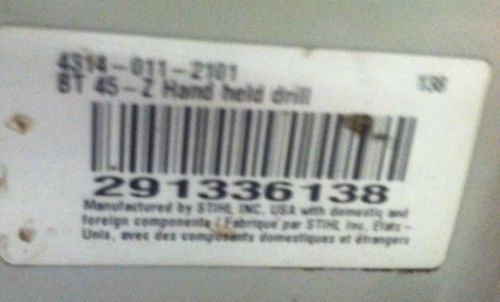 4314-011-2101 138
BT 45-Z Hand held drill
291336138
Manufactured by STIHL INC. USA with domestic and
foreign components / Fabriqué par STIHL Inc. États-
Unis, avec des composants domestiques et étrangers